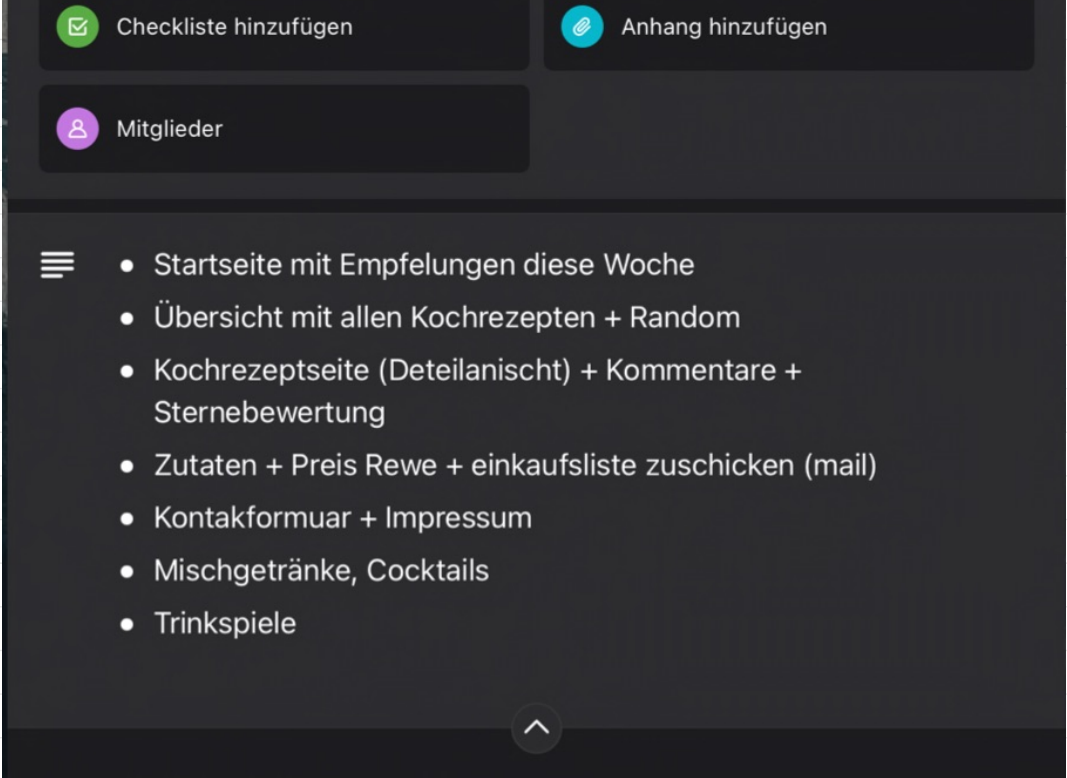 Checkliste hinzufügen
Anhang hinzufügen
Mitglieder
Startseite mit Empfelungen diese Woche
Übersicht mit allen Kochrezepten + Random
Kochrezeptseite (Deteilanischt) + Kommentare +
Sternebewertung
Zutaten + Preis Rewe + einkaufsliste zuschicken (mail)
Kontakformuar + Impressum
Mischgetränke, Cocktails
Trinkspiele